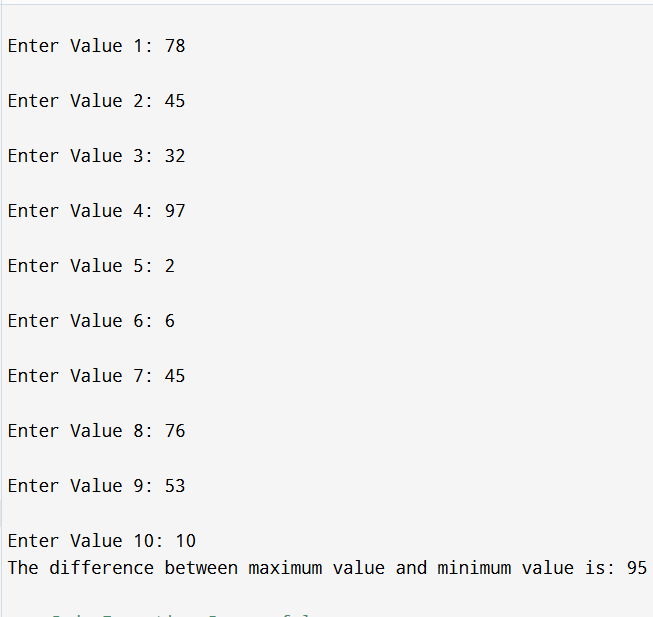 Enter Value 1: 78
Enter Value 2: 45
Enter Value 3: 32
Enter Value 4: 97
Enter Value 5: 2
Enter Value 6: 6
Enter Value 7: 45
Enter Value 8: 76
Enter Value 9: 53
Enter Value 10: 10
The difference between maximum value and minimum value is: 95